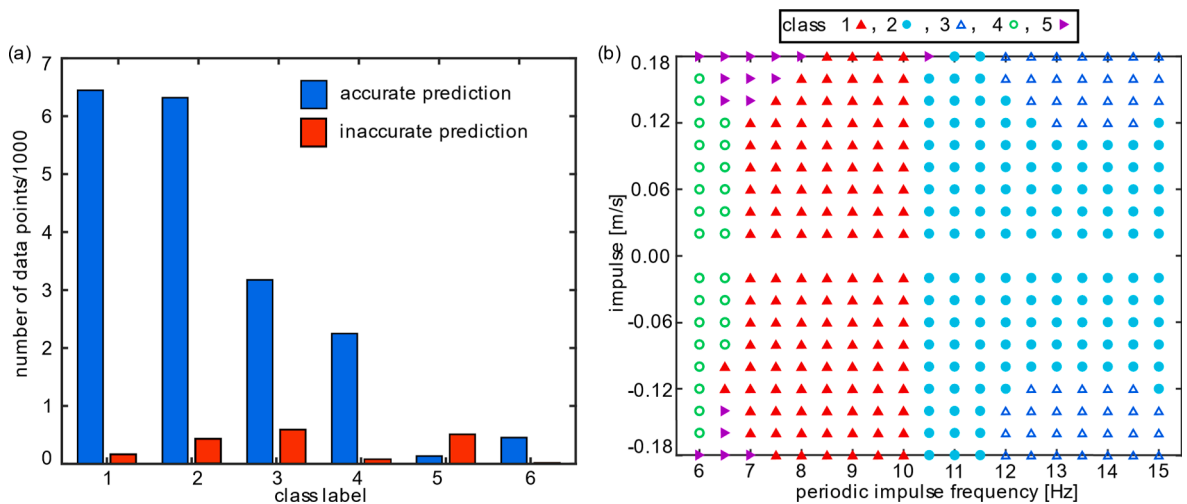 (a)
number of data points/1000
7
6
5
4
3
2
1
0
accurate prediction
inaccurate prediction
1 2 3 4 5 6
class label
class 1 , 2 , 3 , 4 , 5
(b)
impulse [m/s]
0.18
0.12
0.06
0.00
-0.06
-0.12
-0.18
6 7 8 9 10 11 12 13 14 15
periodic impulse frequency [Hz]